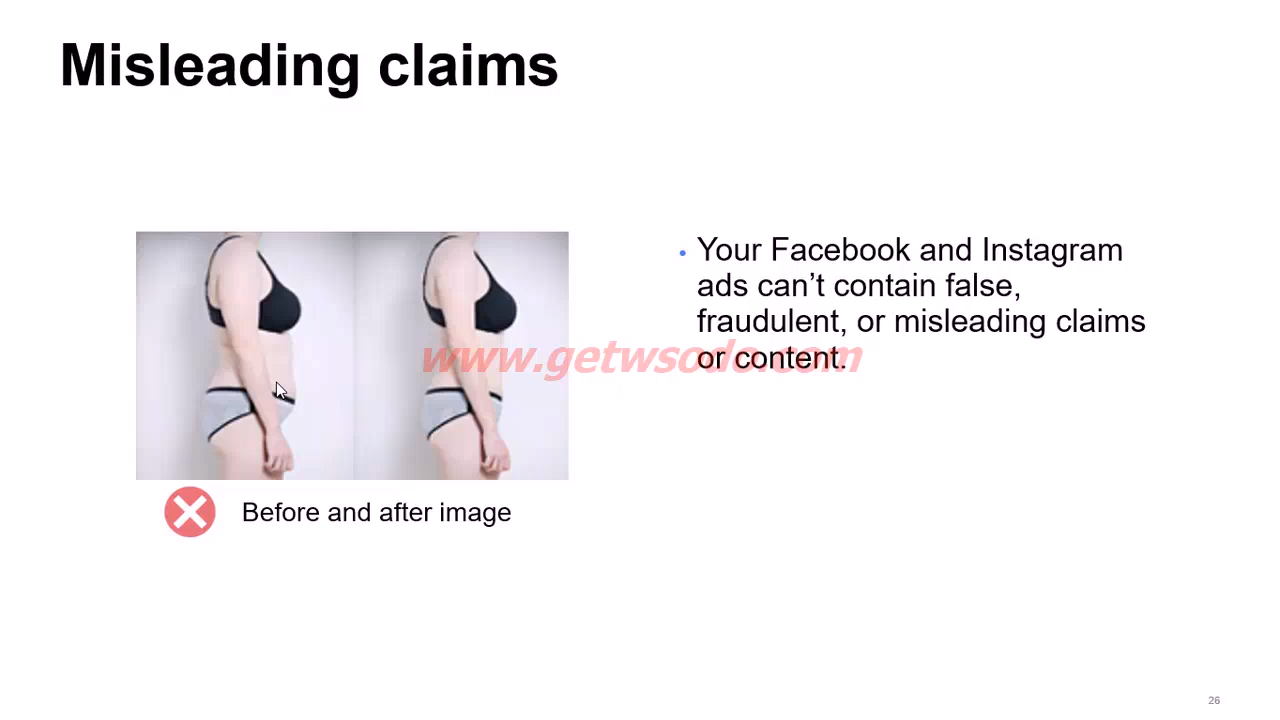 Misleading claims
• Your Facebook and Instagram
ads can’t contain false,
fraudulent, or misleading claims
or content.
www.getwsodo.com
Before and after image
26